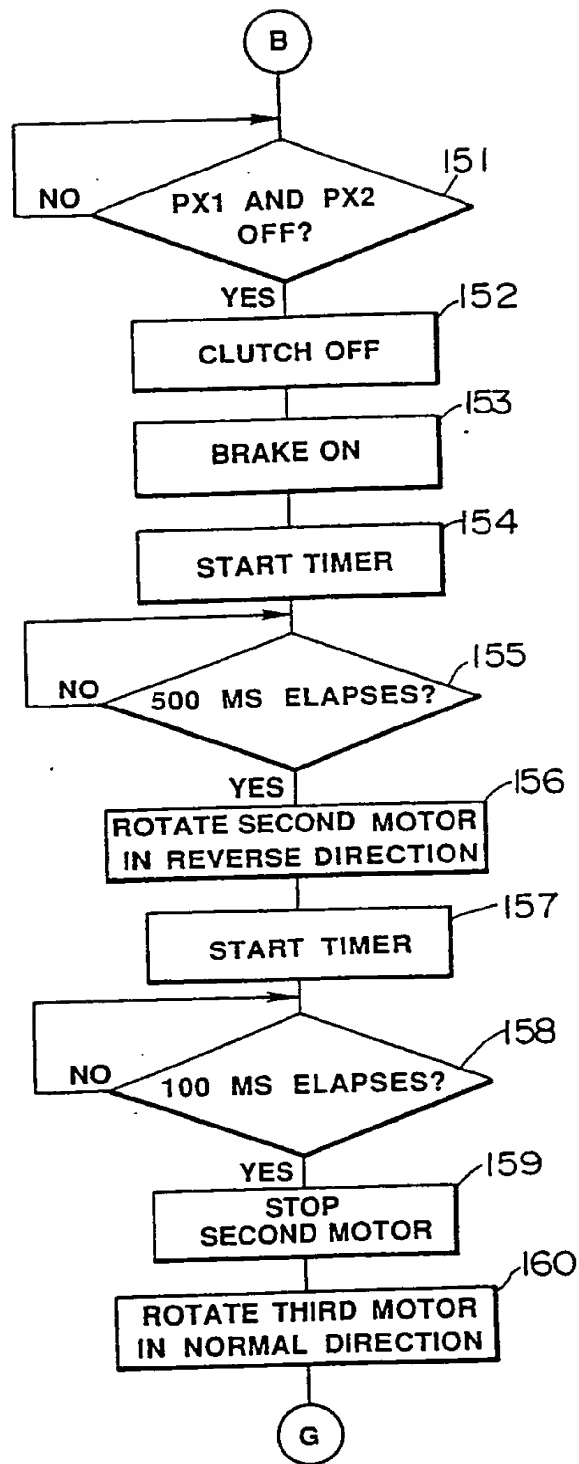 B
151
PX1 AND PX2
OFF?
NO
YES
152
CLUTCH OFF
153
BRAKE ON
154
START TIMER
155
500 MS ELAPSES?
NO
YES
156
ROTATE SECOND MOTOR
IN REVERSE DIRECTION
157
START TIMER
158
100 MS ELAPSES?
NO
YES
159
STOP
SECOND MOTOR
160
ROTATE THIRD MOTOR
IN NORMAL DIRECTION
G